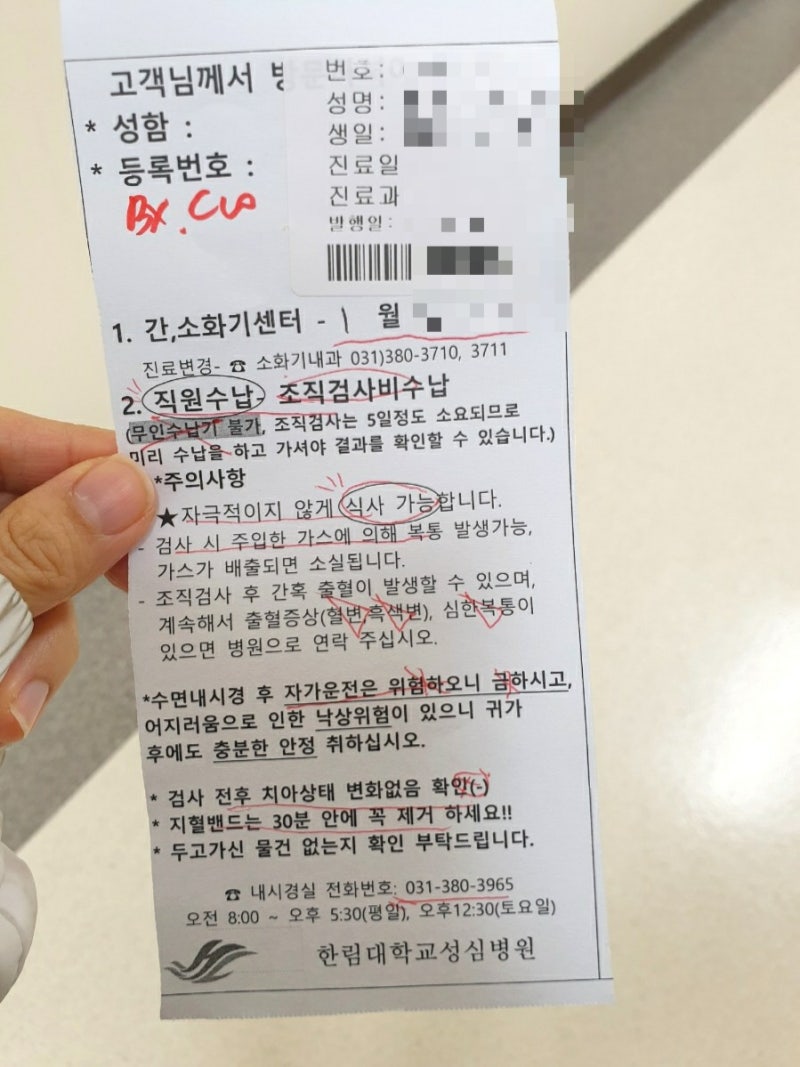 고객님께서
번호:
성명:
* 성함 :
생일:
* 등록번호 :
진료일
진료과
발행일:
Bx.
1. 간,소화기센터 - 1 월
진료변경- ☎ 소화기내과 031)380-3710, 3711
2. 직원수납- 조직검사비수납
(무인수납기 불가, 조직검사는 5일정도 소요되므로
미리 수납을 하고 가셔야 결과를 확인할 수 있습니다.)
*주의사항
★자극적이지 않게 식사 가능합니다.
- 검사 시 주입한 가스에 의해 복통 발생가능,
가스가 배출되면 소실됩니다.
- 조직검사 후 간혹 출혈이 발생할 수 있으며,
계속해서 출혈증상(혈변,흑색변), 심한복통이
있으면 병원으로 연락 주십시오.
*수면내시경 후 자가운전은 위험하오니 금하시고,
어지러움으로 인한 낙상위험이 있으니 귀가
후에도 충분한 안정 취하십시오.
* 검사 전후 치아상태 변화없음 확인(-)
* 지혈밴드는 30분 안에 꼭 제거 하세요!!
* 두고가신 물건 없는지 확인 부탁드립니다.
☎ 내시경실 전화번호: 031-380-3965
오전 8:00 ~ 오후 5:30(평일), 오후12:30(토요일)
한림대학교성심병원